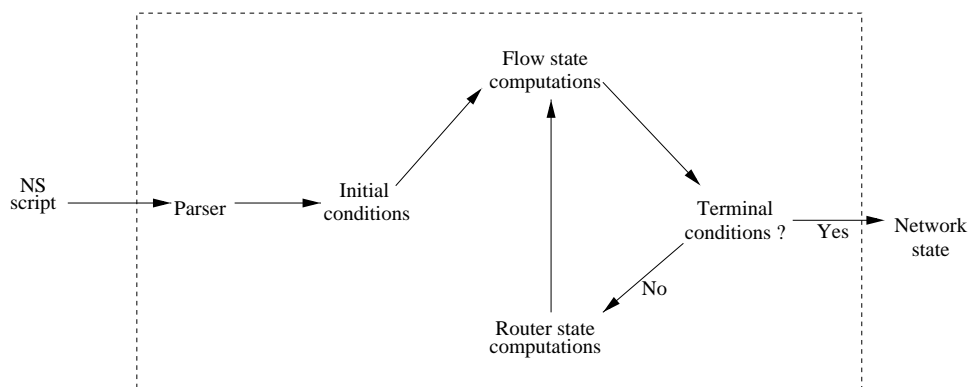 NS
script
Parser
Initial
conditions
Flow state
computations
Terminal
conditions ?
Yes
Network
state
No
Router state
computations